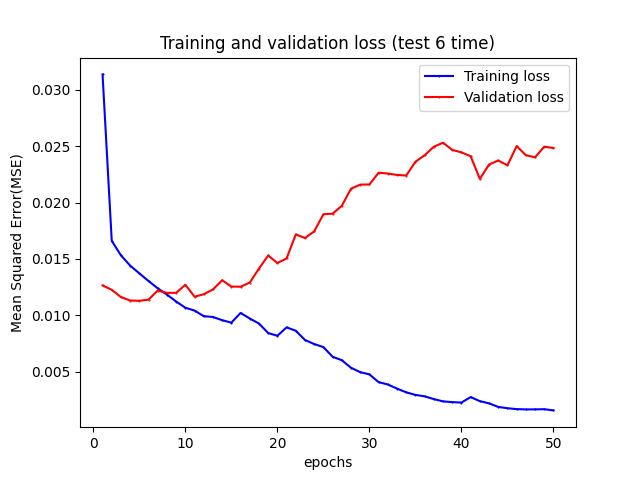 Training and validation loss (test 6 time)
Training loss
Validation loss
Mean Squared Error(MSE)
0.030
0.025
0.020
0.015
0.010
0.005
0 10 20 30 40 50
epochs